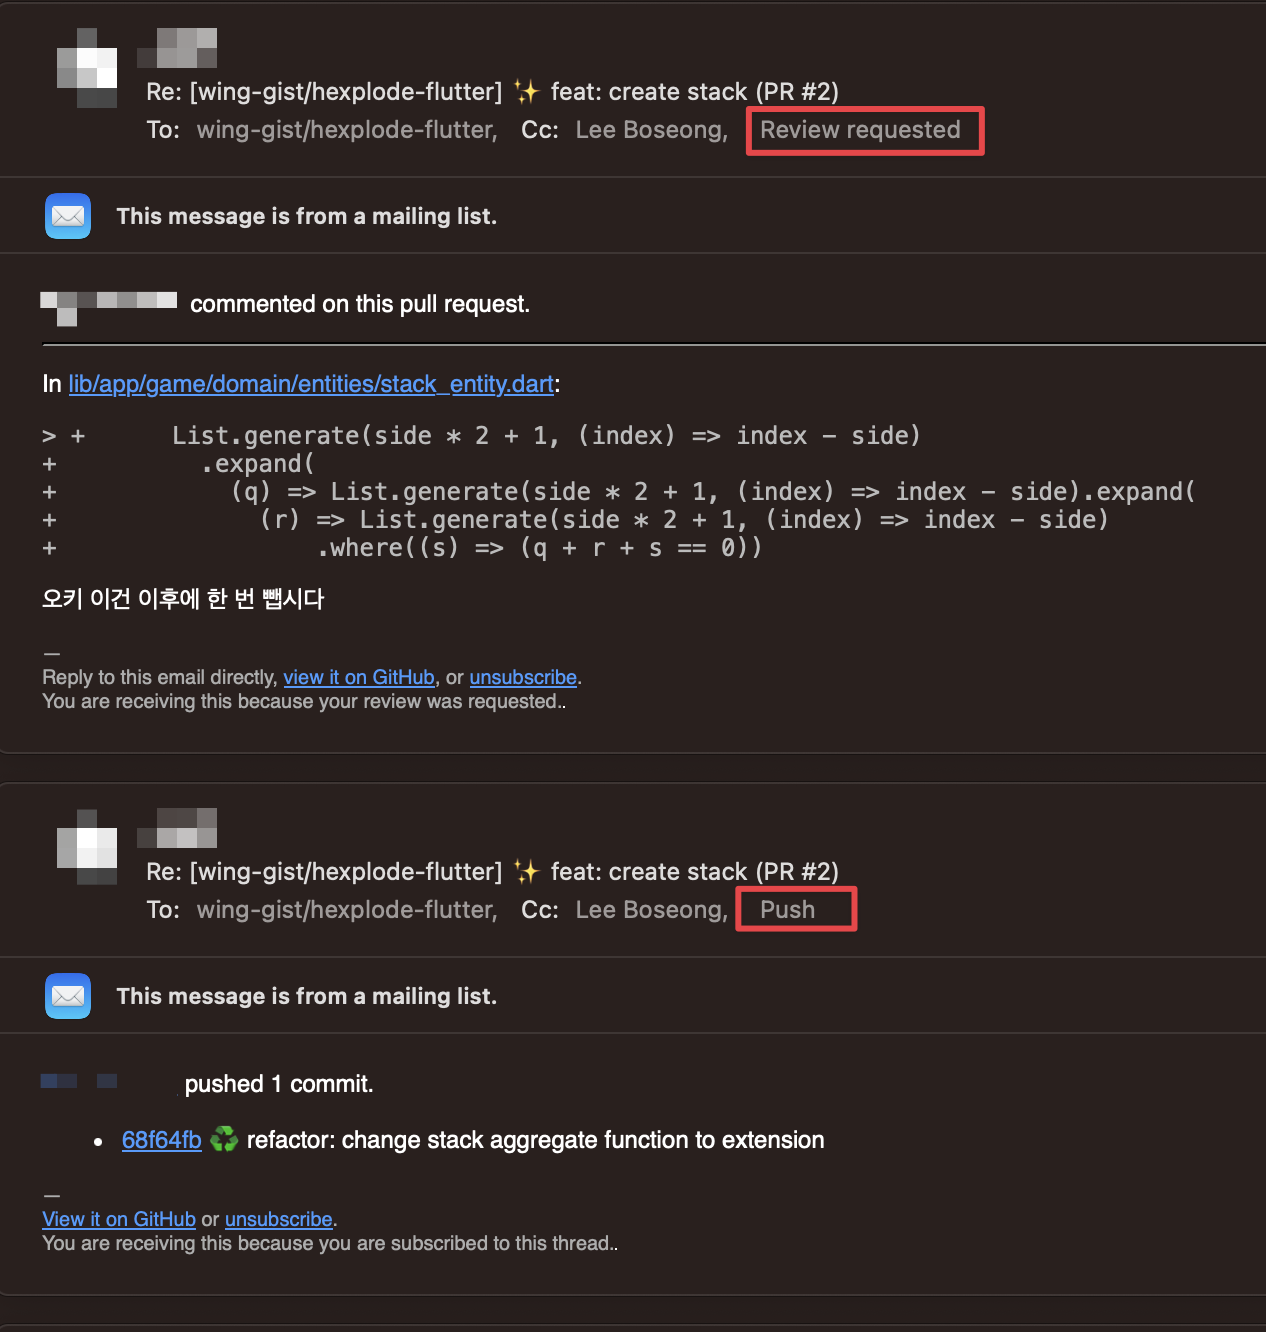 Re: [wing-gist/hexplode-flutter] ✨ feat: create stack (PR #2)
To: wing-gist/hexplode-flutter, Cc: Lee Boseong, Review requested
This message is from a mailing list.
commented on this pull request.
In lib/app/game/domain/entities/stack_entity.dart:
> +      List.generate(side * 2 + 1, (index) => index - side)
+          .expand(
+            (q) => List.generate(side * 2 + 1, (index) => index - side).expand(
+              (r) => List.generate(side * 2 + 1, (index) => index - side)
+                  .where((s) => (q + r + s == 0))
오키 이건 이후에 한 번 뺍시다
—
Reply to this email directly, view it on GitHub, or unsubscribe.
You are receiving this because your review was requested..
Re: [wing-gist/hexplode-flutter] ✨ feat: create stack (PR #2)
To: wing-gist/hexplode-flutter, Cc: Lee Boseong, Push
This message is from a mailing list.
pushed 1 commit.
• 68f64fb ♻️ refactor: change stack aggregate function to extension
—
View it on GitHub or unsubscribe.
You are receiving this because you are subscribed to this thread..